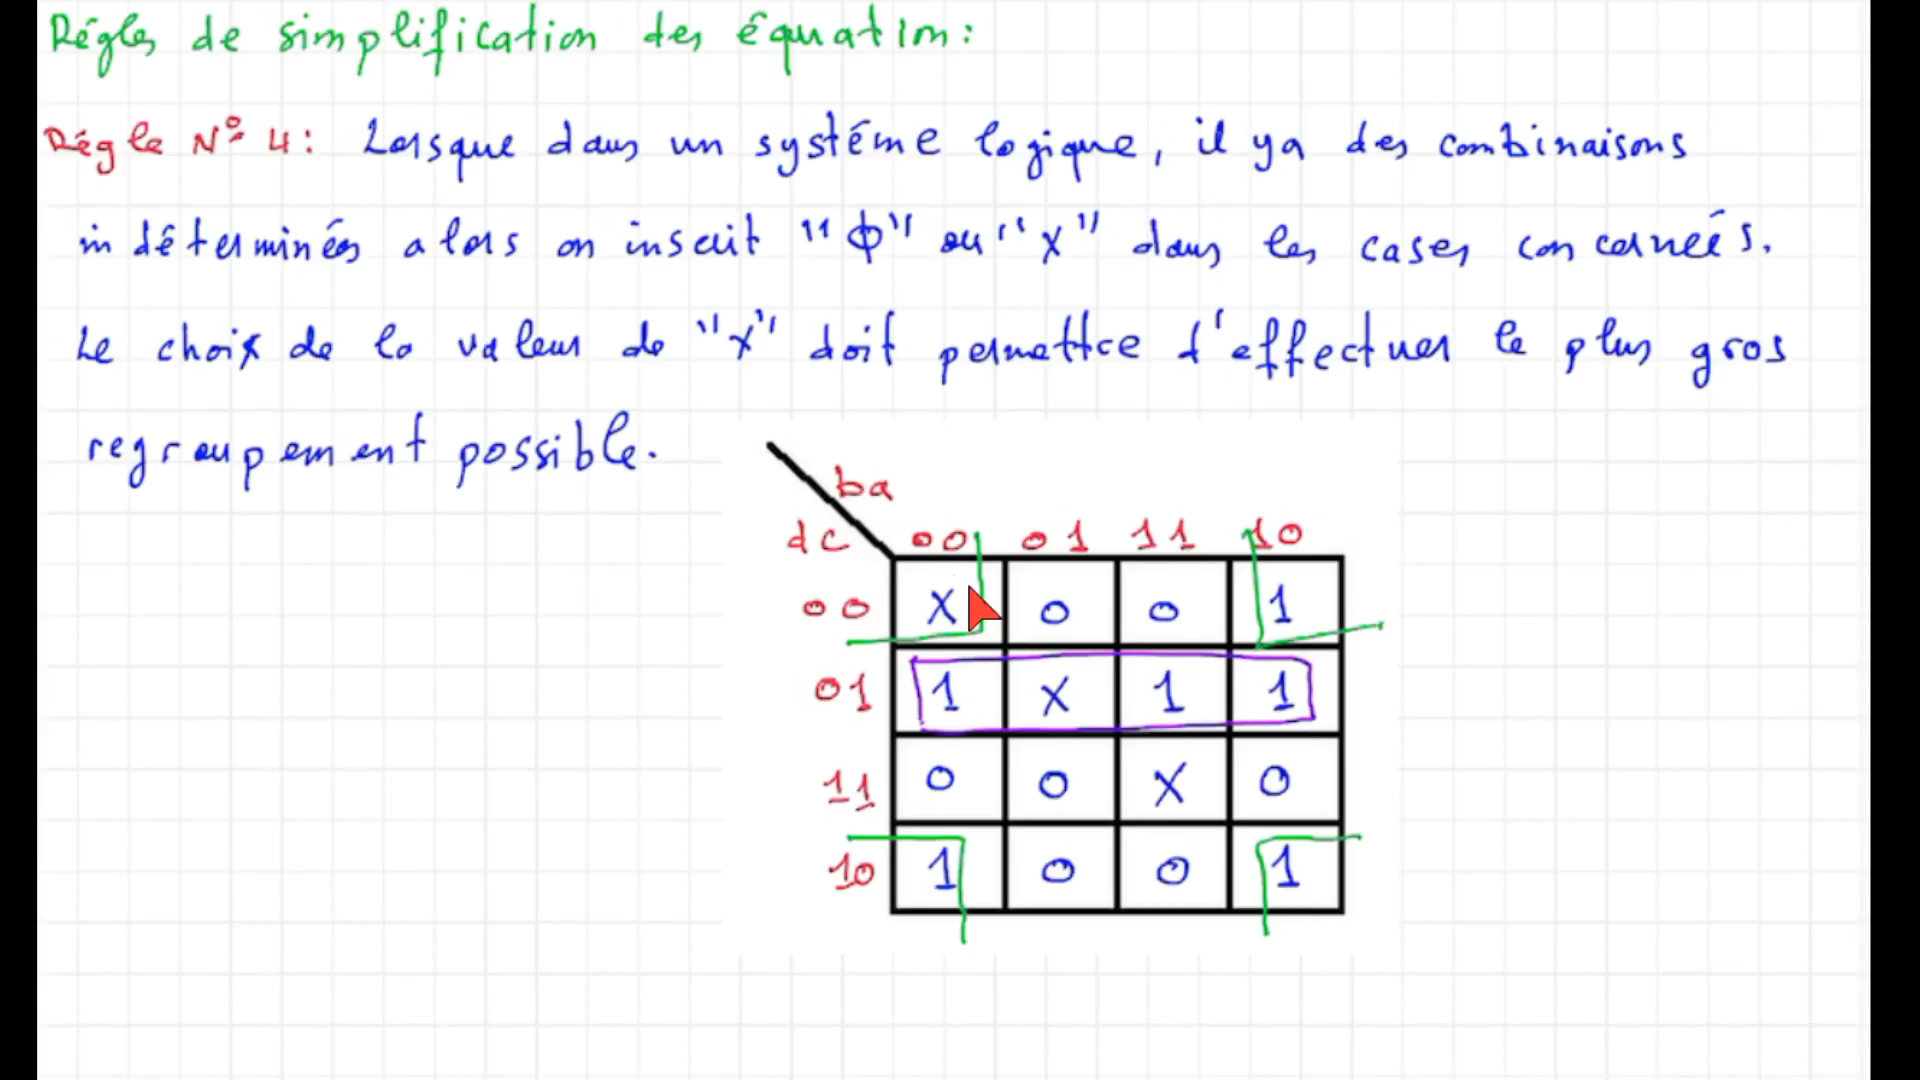 Régles de simplification des équation:
Régle N° 4: Lorsque dans un systéme logique, il ya des combinaisons
indéterminés alors on inscrit "ϕ" ou "x" dans les cases concernées.
Le choix de la valeur de "x" doit permettre d'effectuer le plus gros
regroupement possible.
ba
dc 00 01 11 10
00 X 0 0 1
01 1 X 1 1
11 0 0 X 0
10 1 0 0 1